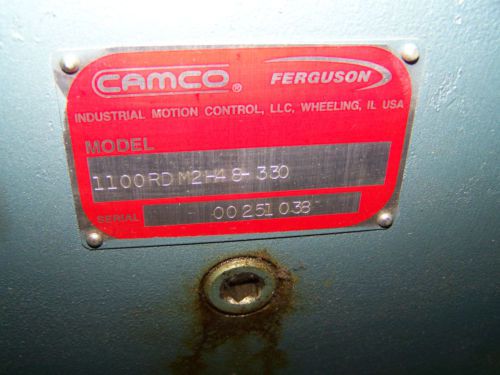 CAMCO® FERGUSON
INDUSTRIAL MOTION CONTROL, LLC, WHEELING, IL USA
MODEL
1100RDM2H48-330
SERIAL 00251038